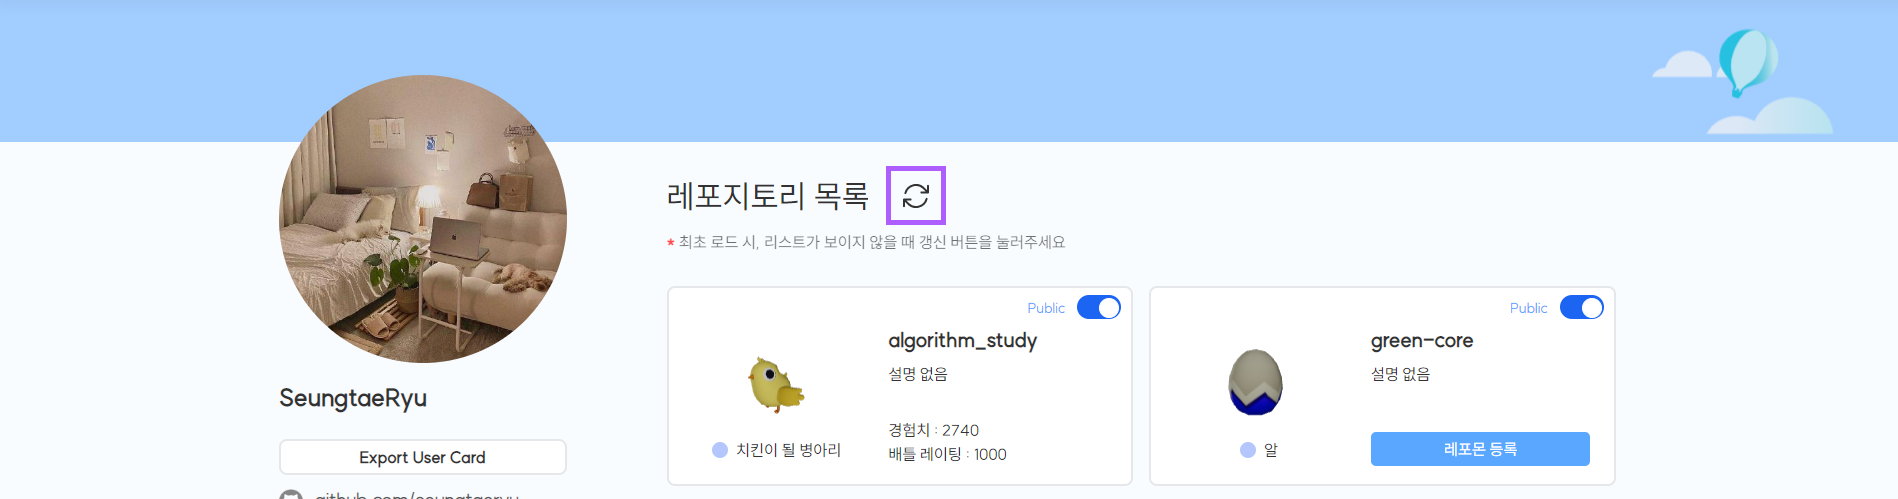 레포지토리 목록
* 최초 로드 시, 리스트가 보이지 않을 때 갱신 버튼을 눌러주세요
SeungtaeRyu
Export User Card
github.com/seungtaeryu
Public
algorithm_study
설명 없음
경험치 : 2740
배틀 레이팅 : 1000
치킨이 될 병아리
Public
green-core
설명 없음
알
레포몬 등록